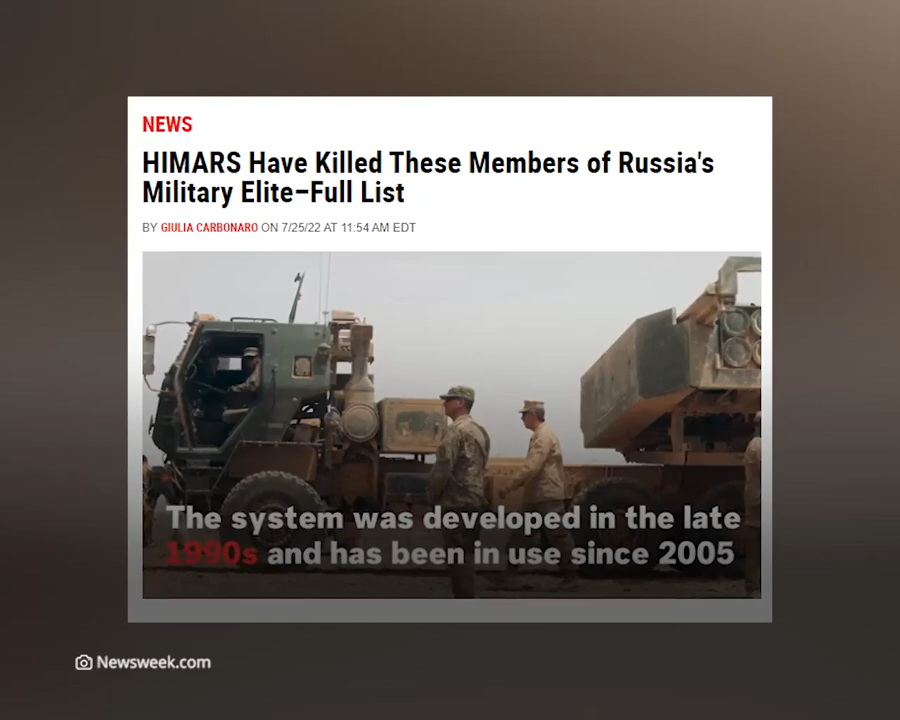 NEWS
HIMARS Have Killed These Members of Russia's
Military Elite–Full List
BY GIULIA CARBONARO ON 7/25/22 AT 11:54 AM EDT
The system was developed in the late
1990s and has been in use since 2005
Newsweek.com